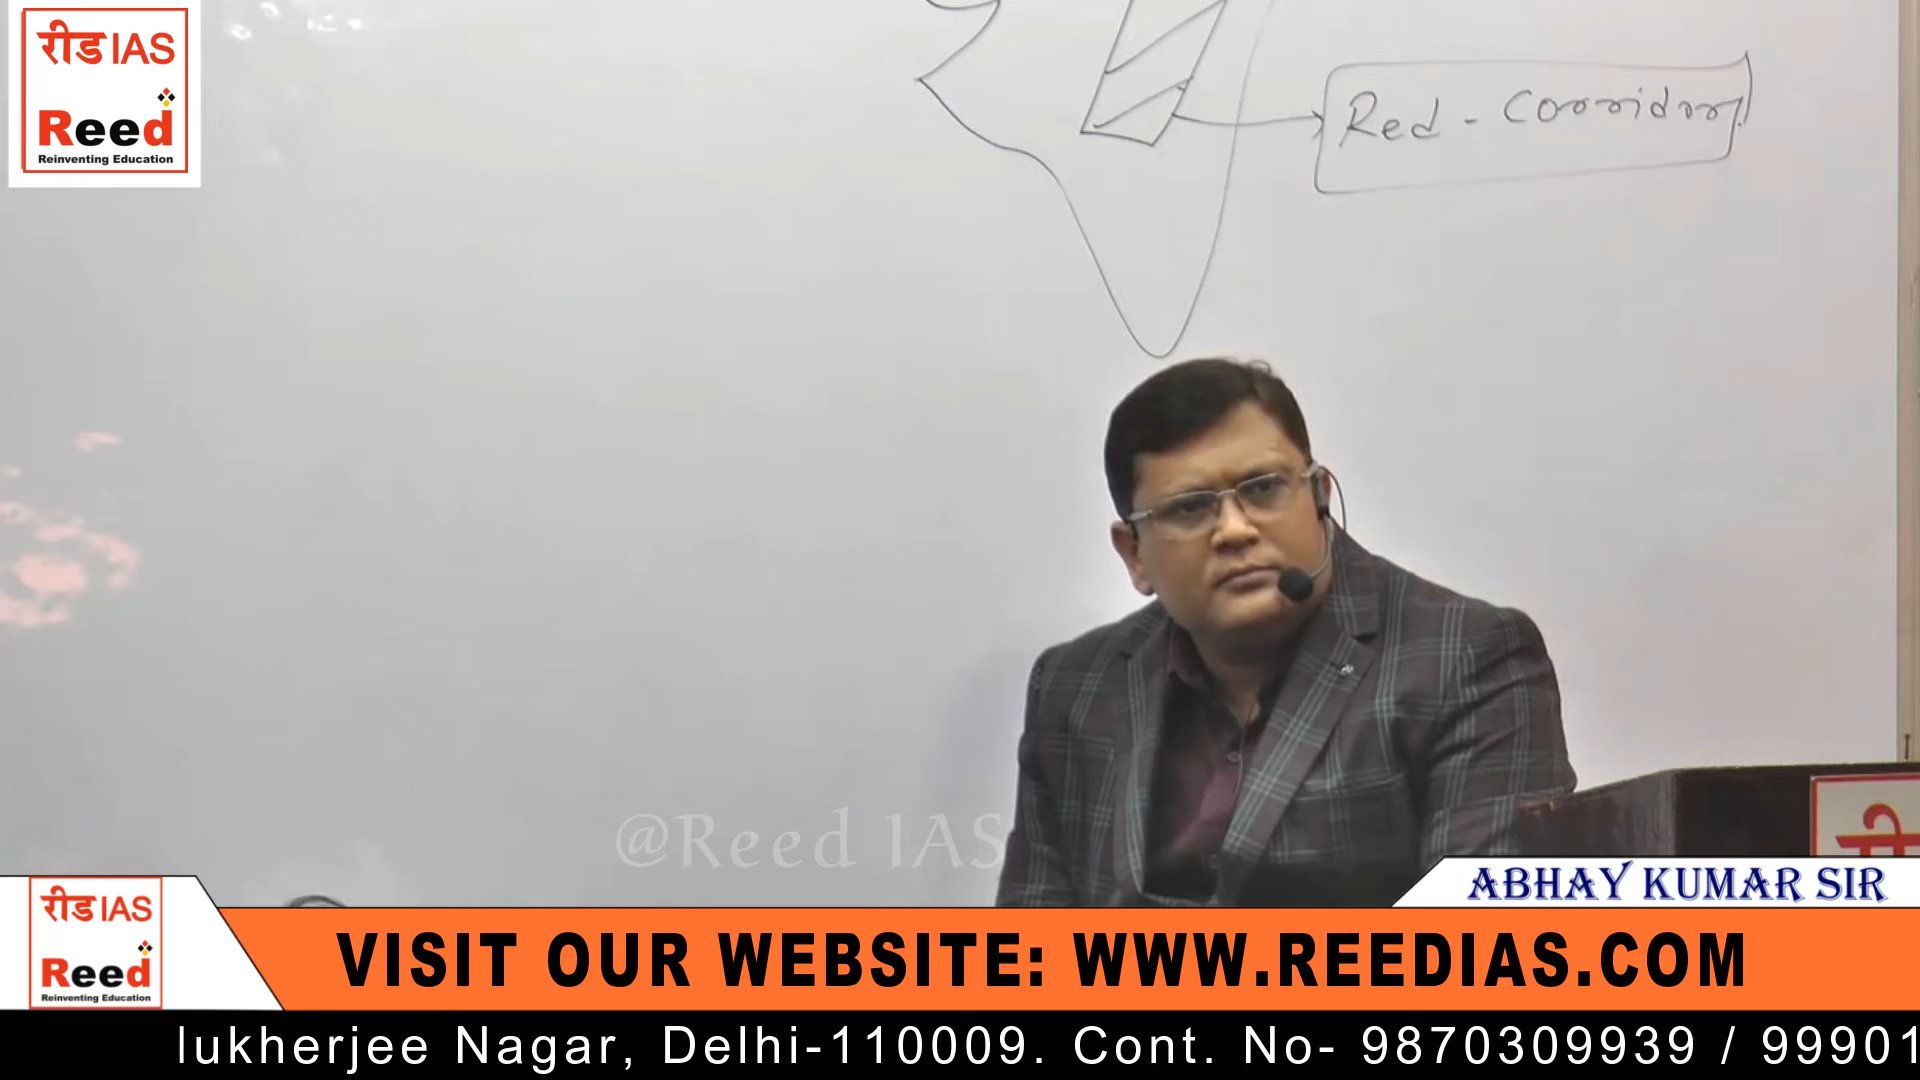 रीड IAS
Reed
Reinventing Education
Red - Corridor
@Reed IAS
री
ABHAY KUMAR SIR
रीड IAS
Reed
Reinventing Education
VISIT OUR WEBSITE: WWW.REEDIAS.COM
lukherjee Nagar, Delhi-110009. Cont. No- 9870309939 / 99901